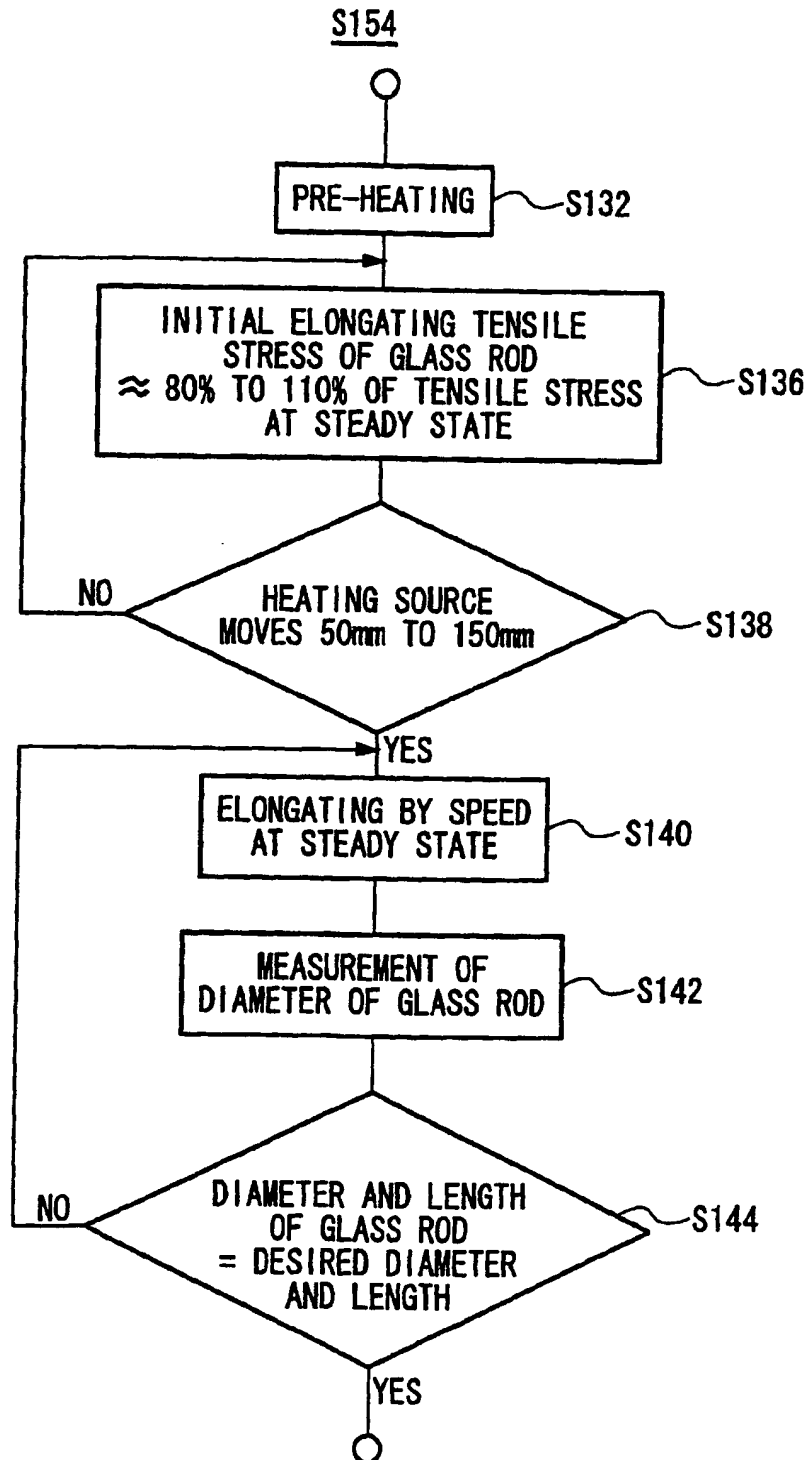 S154
PRE-HEATING
S132
INITIAL ELONGATING TENSILE
STRESS OF GLASS ROD
≈ 80% TO 110% OF TENSILE STRESS
AT STEADY STATE
S136
NO
HEATING SOURCE
MOVES 50mm TO 150mm
S138
YES
ELONGATING BY SPEED
AT STEADY STATE
S140
MEASUREMENT OF
DIAMETER OF GLASS ROD
S142
NO
DIAMETER AND LENGTH
OF GLASS ROD
= DESIRED DIAMETER
AND LENGTH
S144
YES